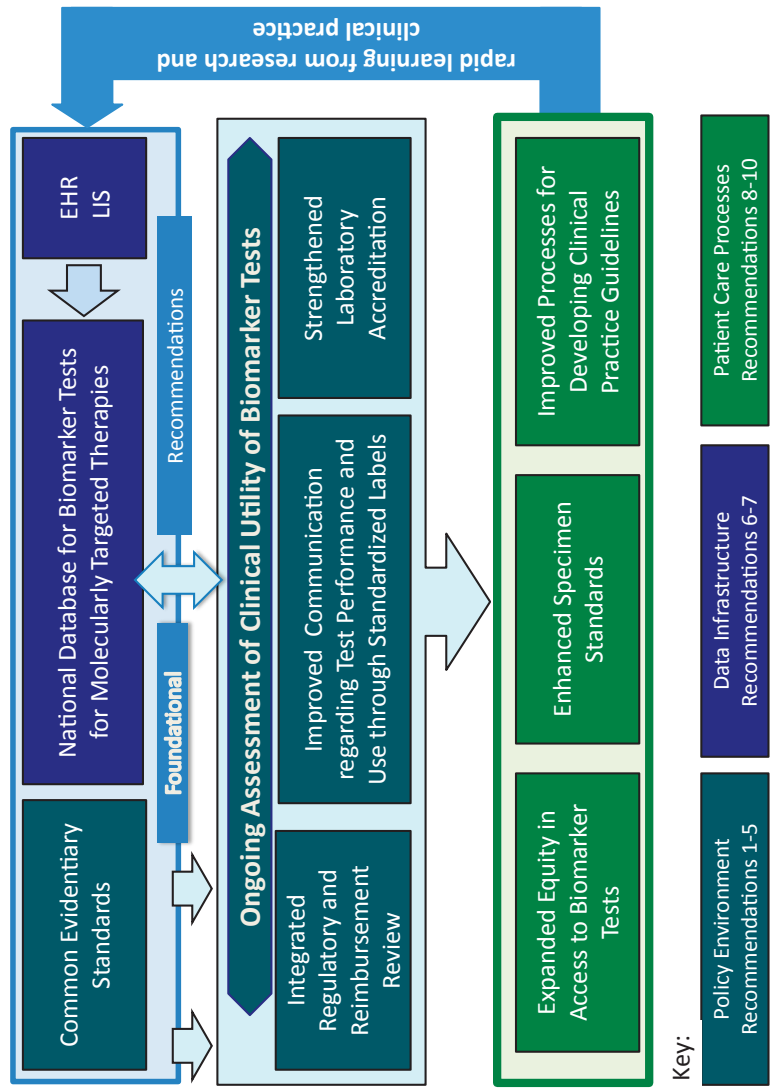 Common Evidentiary
Standards
National Database for Biomarker Tests
for Molecularly Targeted Therapies
EHR
LIS
Foundational
Recommendations
Ongoing Assessment of Clinical Utility of Biomarker Tests
Integrated
Regulatory and
Reimbursement
Review
Improved Communication
regarding Test Performance and
Use through Standardized Labels
Strengthened
Laboratory
Accreditation
Expanded Equity in
Access to Biomarker
Tests
Enhanced Specimen
Standards
Improved Processes for
Developing Clinical
Practice Guidelines
rapid learning from research and
clinical practice
Key:
Policy Environment
Recommendations 1-5
Data Infrastructure
Recommendations 6-7
Patient Care Processes
Recommendations 8-10